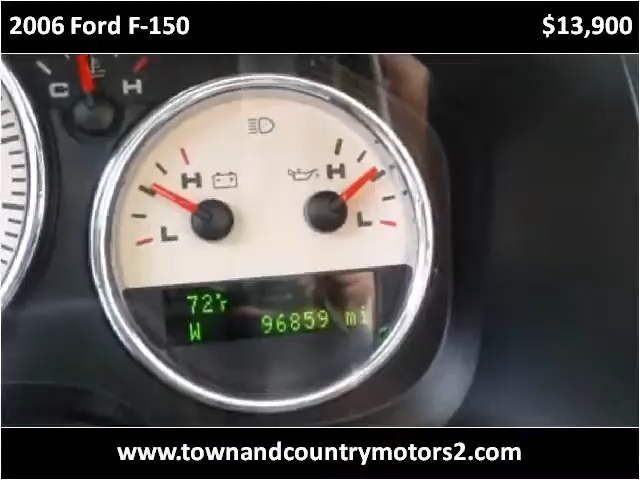 2006 Ford F-150 $13,900
C H
H H
L L
72°F
W 96859 mi
www.townandcountrymotors2.com